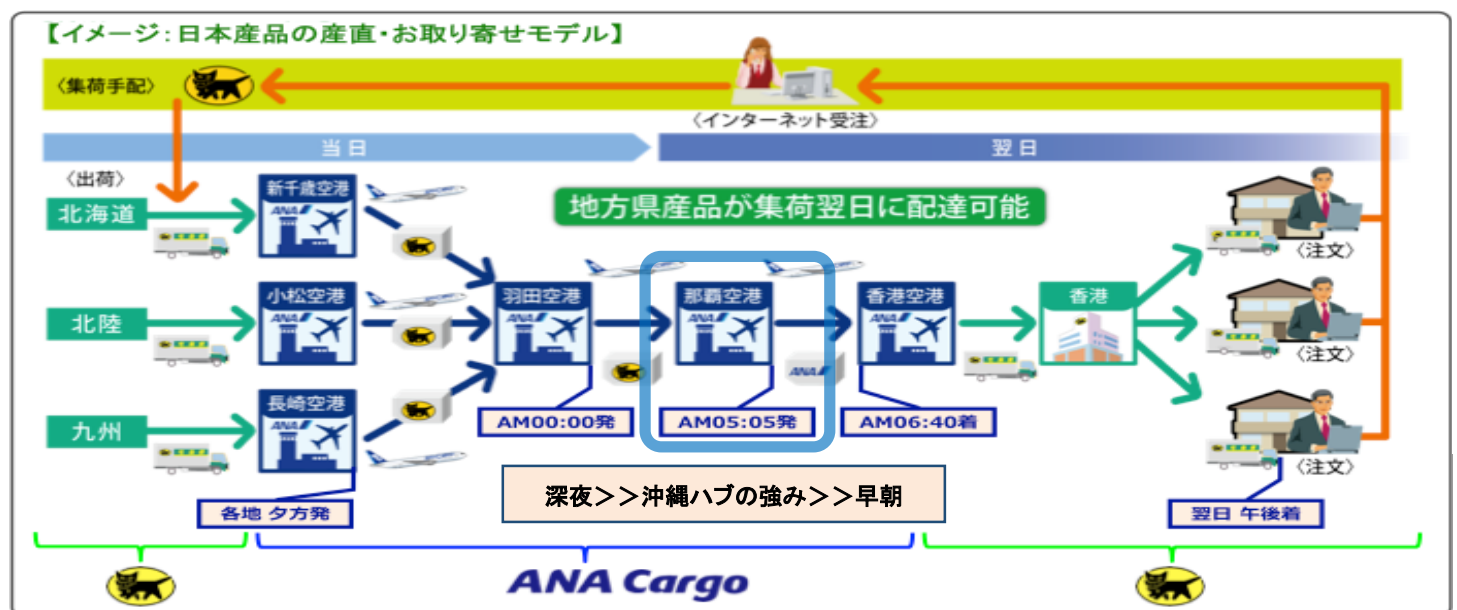 【イメージ：日本産品の産直・お取り寄せモデル】
〈集荷手配〉
〈インターネット受注〉
当日
翌日
〈出荷〉
北海道
新千歳空港
ANA
地方県産品が集荷翌日に配達可能
〈注文〉
北陸
小松空港
ANA
羽田空港
ANA
那覇空港
ANA
香港空港
ANA
香港
〈注文〉
ANA
九州
長崎空港
ANA
AM00:00発
AM05:05発
AM06:40着
〈注文〉
深夜＞＞沖縄ハブの強み＞＞早朝
各地 夕方発
翌日 午後着
ANA Cargo